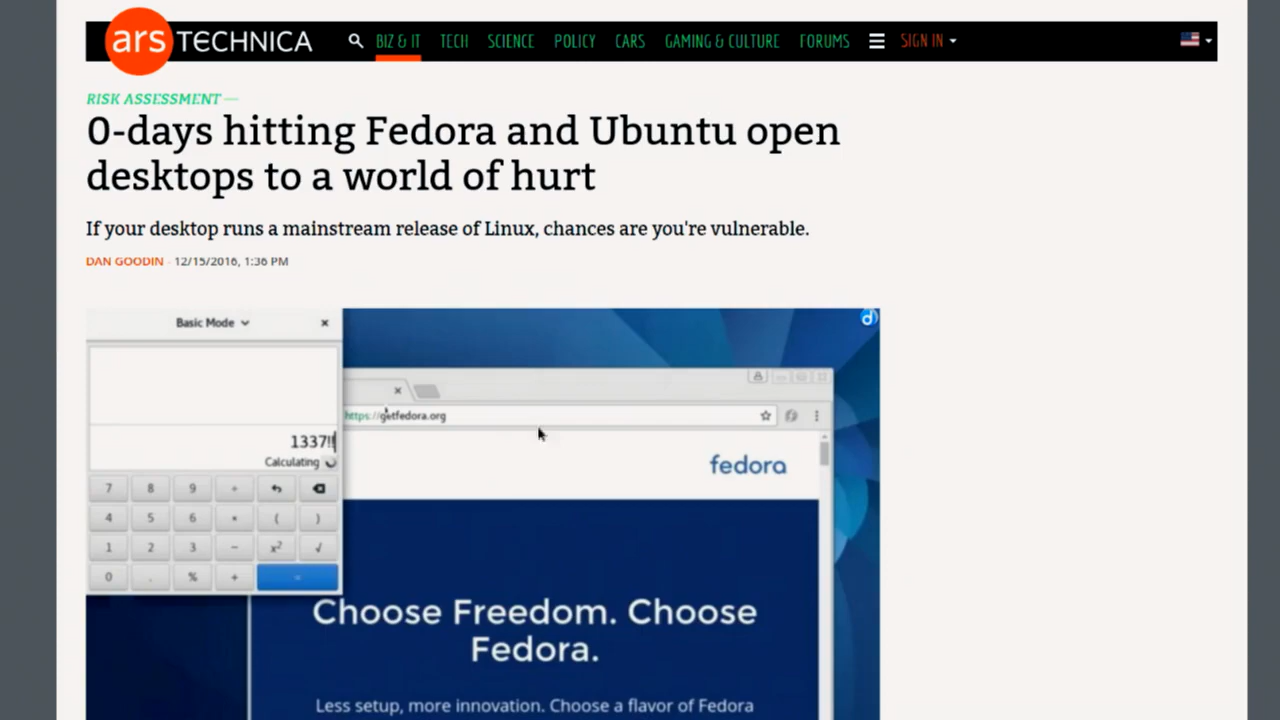 ars TECHNICA
BIZ & IT TECH SCIENCE POLICY CARS GAMING & CULTURE FORUMS SIGN IN
RISK ASSESSMENT —
0-days hitting Fedora and Ubuntu open
desktops to a world of hurt
If your desktop runs a mainstream release of Linux, chances are you're vulnerable.
DAN GOODIN - 12/15/2016, 1:36 PM
Basic Mode ×
1337!!
Calculating
7 8 9 ÷
4 5 6 × ( )
1 2 3 − x² √
0 . % + =
https://getfedora.org
fedora
Choose Freedom. Choose
Fedora.
Less setup, more innovation. Choose a flavor of Fedora